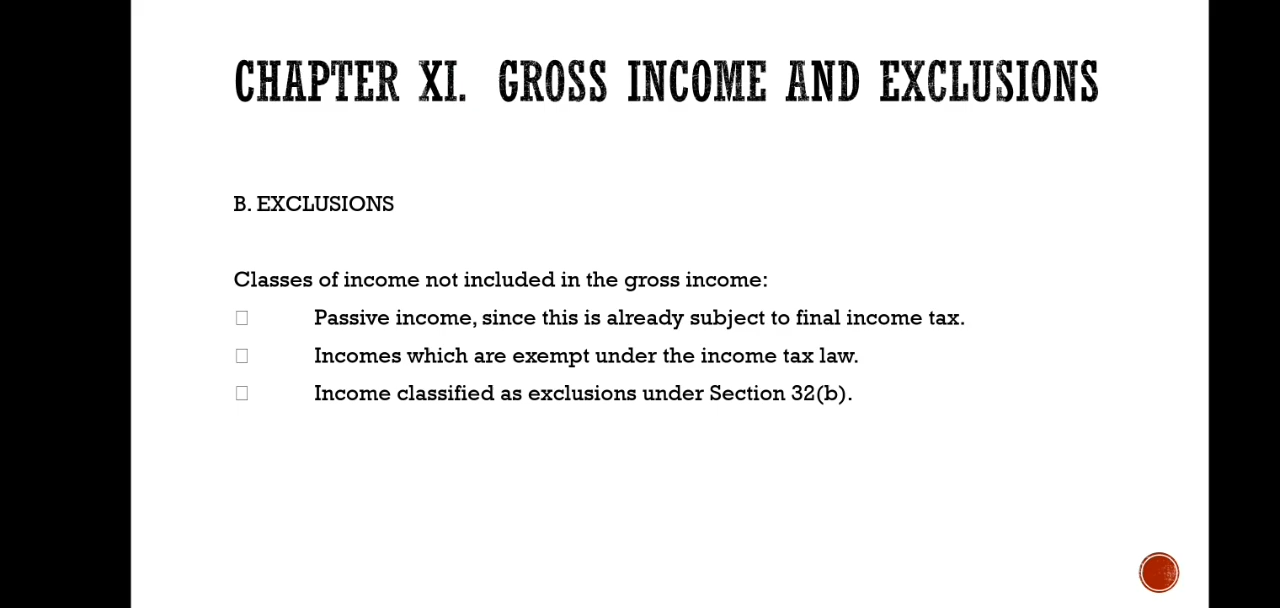 CHAPTER XI. GROSS INCOME AND EXCLUSIONS
B. EXCLUSIONS
Classes of income not included in the gross income:
Passive income, since this is already subject to final income tax.
Incomes which are exempt under the income tax law.
Income classified as exclusions under Section 32(b).